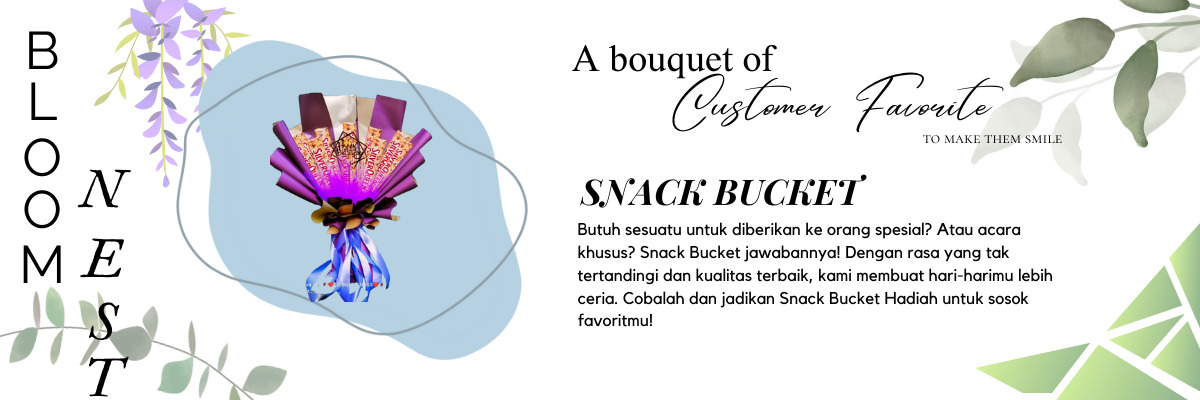 BLOOM
NEST
A bouquet of
Customer Favorite
TO MAKE THEM SMILE
SNACK BUCKET
Butuh sesuatu untuk diberikan ke orang spesial? Atau acara
khusus? Snack Bucket jawabannya! Dengan rasa yang tak
tertandingi dan kualitas terbaik, kami membuat hari-harimu lebih
ceria. Cobalah dan jadikan Snack Bucket Hadiah untuk sosok
favoritmu!